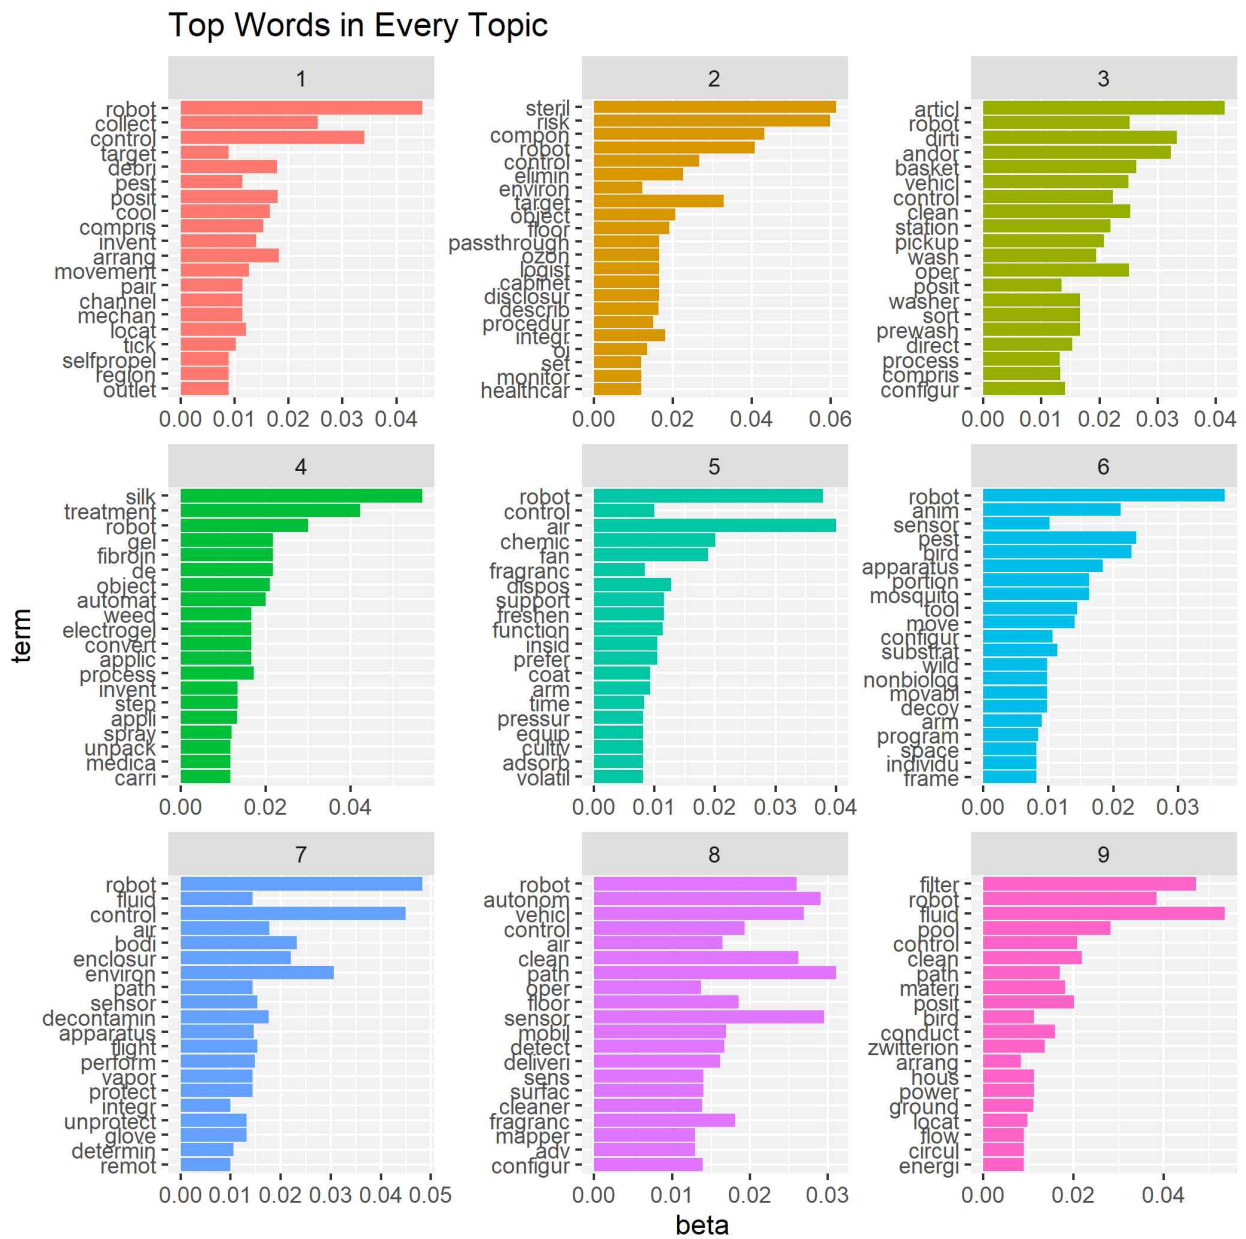 Top Words in Every Topic
1
robot
collect
control
target
debri
pest
posit
cool
compris
invent
arrang
movement
pair
channel
mechan
locat
tick
selfpropel
region
outlet
0.00 0.01 0.02 0.03 0.04
2
steril
risk
compon
robot
control
elimin
environ
target
object
floor
passthrough
ozon
logist
cabinet
disclosur
describ
procedur
integr
oi
set
monitor
healthcar
0.00 0.02 0.04 0.06
3
articl
robot
dirti
andor
basket
vehicl
control
clean
station
pickup
wash
oper
posit
washer
sort
prewash
direct
process
compris
configur
0.00 0.01 0.02 0.03 0.04
term
4
silk
treatment
robot
gel
fibroin
de
object
automat
weed
electrogel
convert
applic
process
invent
step
appli
spray
unpack
medica
carri
0.00 0.02 0.04
5
robot
control
air
chemic
fan
fragranc
dispos
support
freshen
function
insid
prefer
coat
arm
time
pressur
equip
cultiv
adsorb
volatil
0.00 0.01 0.02 0.03 0.04
6
robot
anim
sensor
pest
bird
apparatus
portion
mosquito
tool
move
configur
substrat
wild
nonbiolog
movabl
decoy
arm
program
space
individu
frame
0.00 0.01 0.02 0.03
7
robot
fluid
control
air
bodi
enclosur
environ
path
sensor
decontamin
apparatus
flight
perform
vapor
protect
integr
unprotect
glove
determin
remot
0.00 0.01 0.02 0.03 0.04 0.05
8
robot
autonom
vehicl
control
air
clean
path
oper
floor
sensor
mobil
detect
deliveri
sens
surfac
cleaner
fragranc
mapper
adv
configur
0.00 0.01 0.02 0.03
9
filter
robot
fluid
pool
control
clean
path
materi
posit
bird
conduct
zwitterion
arrang
hous
power
ground
locat
flow
circul
energi
0.00 0.02 0.04
beta